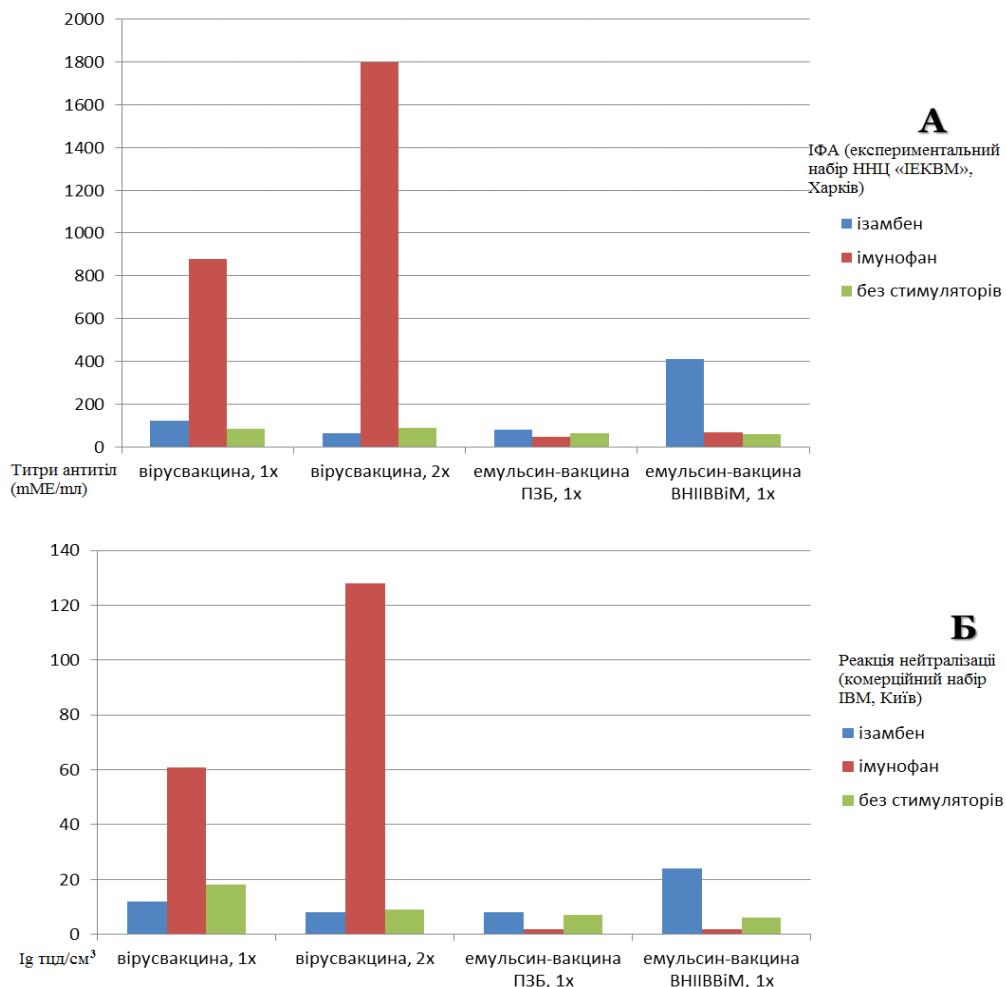 2000
1800
1600
1400
1200
1000
800
600
400
200
0
Титри антитіл
(mME/mл)
вірусвакцина, 1х
вірусвакцина, 2х
емульсин-вакцина
ПЗБ, 1х
емульсин-вакцина
ВНІІВВіМ, 1х
А
ІФА (експериментальний
набір ННЦ «ІЕКВМ»,
Харків)
ізамбен
імунофан
без стимуляторів
140
120
100
80
60
40
20
0
Ig тцд/см³
вірусвакцина, 1х
вірусвакцина, 2х
емульсин-вакцина
ПЗБ, 1х
емульсин-вакцина
ВНІІВВіМ, 1х
Б
Реакція нейтралізаціі
(комерційний набір
ІВМ, Київ)
ізамбен
імунофан
без стимуляторів